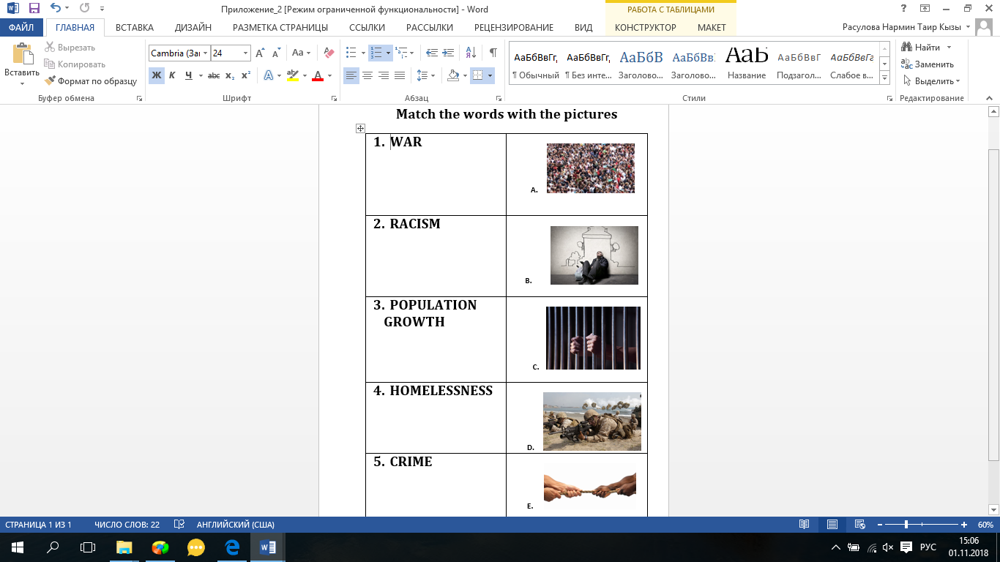 Приложение_2 [Режим ограниченной функциональности] - Word
РАБОТА С ТАБЛИЦАМИ
ФАЙЛ ГЛАВНАЯ ВСТАВКА ДИЗАЙН РАЗМЕТКА СТРАНИЦЫ ССЫЛКИ РАССЫЛКИ РЕЦЕНЗИРОВАНИЕ ВИД КОНСТРУКТОР МАКЕТ Расулова Нармин Таир Кызы
Вставить
Вырезать
Копировать
Формат по образцу
Буфер обмена
Cambria (Заг 24
Aa
Ж К Ч abc x₂ x²
Шрифт
Абзац
АаБбВвГг, АаБбВвГг, АаБбВ АаБбВв: АаБ АаБбВвГ АаБбВвГг
¶ Обычный ¶ Без инте... Заголово... Заголово... Название Подзагол... Слабое в...
Стили
Найти
Заменить
Выделить
Редактирование
Match the words with the pictures
1. WAR
A.
2. RACISM
B.
3. POPULATION
GROWTH
C.
4. HOMELESSNESS
D.
5. CRIME
E.
СТРАНИЦА 1 ИЗ 1 ЧИСЛО СЛОВ: 22 АНГЛИЙСКИЙ (США) 60%
РУС
15:06
01.11.2018